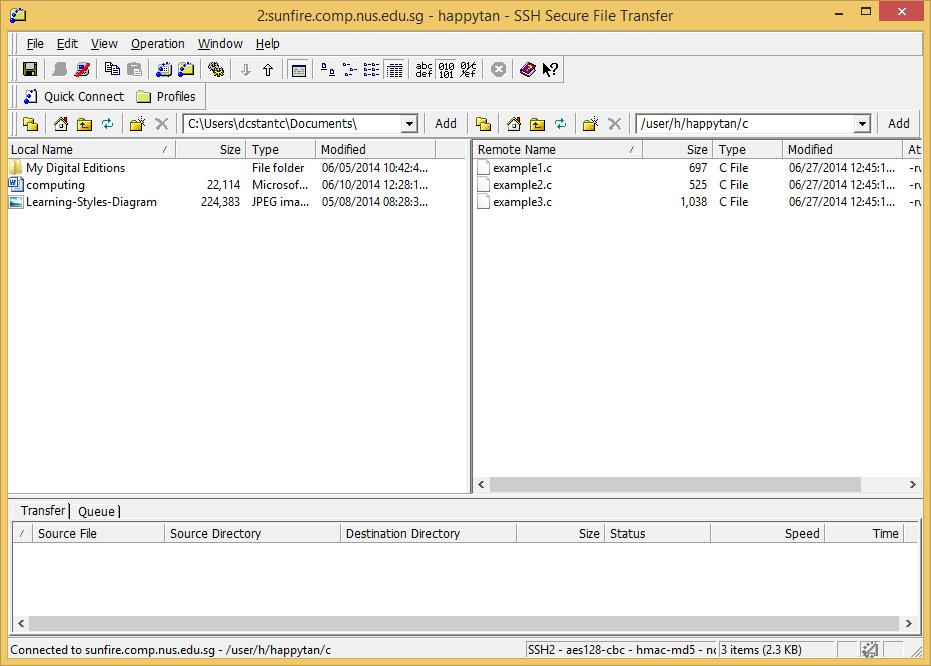 2:sunfire.comp.nus.edu.sg - happytan - SSH Secure File Transfer
File Edit View Operation Window Help
abc def 010 101
Quick Connect Profiles
C:\Users\dcstantc\Documents\ Add /user/h/happytan/c Add
Local Name / Size Type Modified Remote Name / Size Type Modified At
My Digital Editions File folder 06/05/2014 10:42:4... example1.c 697 C File 06/27/2014 12:45:1... -rv
computing 22,114 Microsof... 06/10/2014 12:28:1... example2.c 525 C File 06/27/2014 12:45:1... -rv
Learning-Styles-Diagram 224,383 JPEG ima... 05/08/2014 08:28:3... example3.c 1,038 C File 06/27/2014 12:45:1... -rv
Transfer Queue
/ Source File Source Directory Destination Directory Size Status Speed Time
Connected to sunfire.comp.nus.edu.sg - /user/h/happytan/c SSH2 - aes128-cbc - hmac-md5 - nc 3 items (2.3 KB)